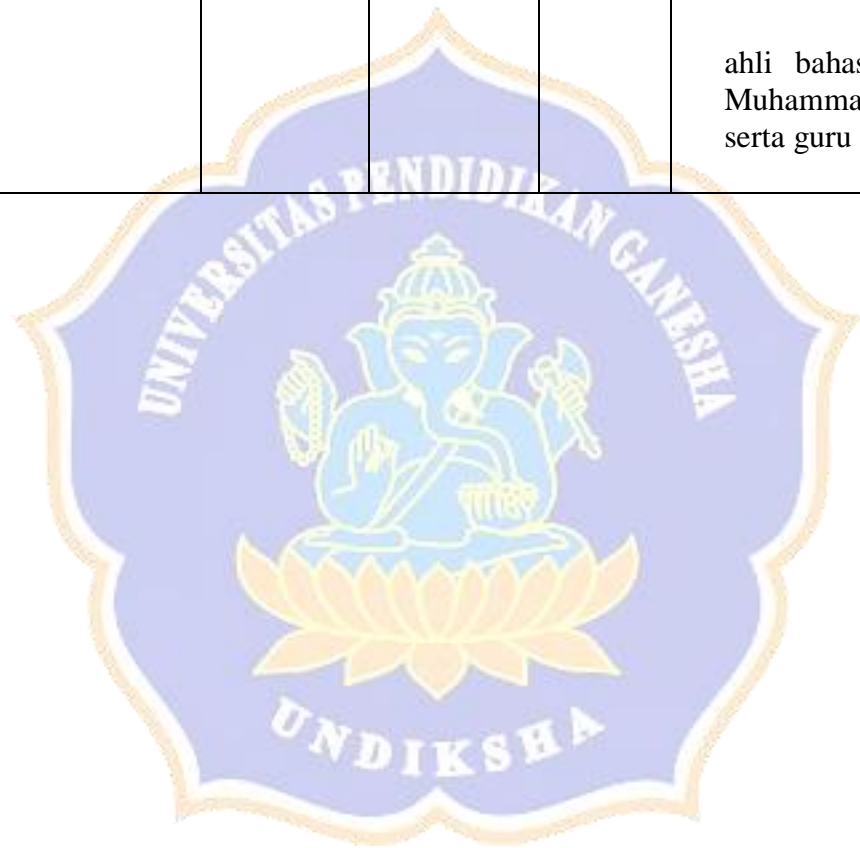 ahli bahas
Muhamma
serta guru
UNIVERSITAS PENDIDIKAN GANESHA
UNDIKSHA